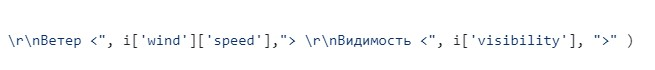 \r\nВетер <", i['wind']['speed'],"> \r\nВидимость <", i['visibility'], ">" )